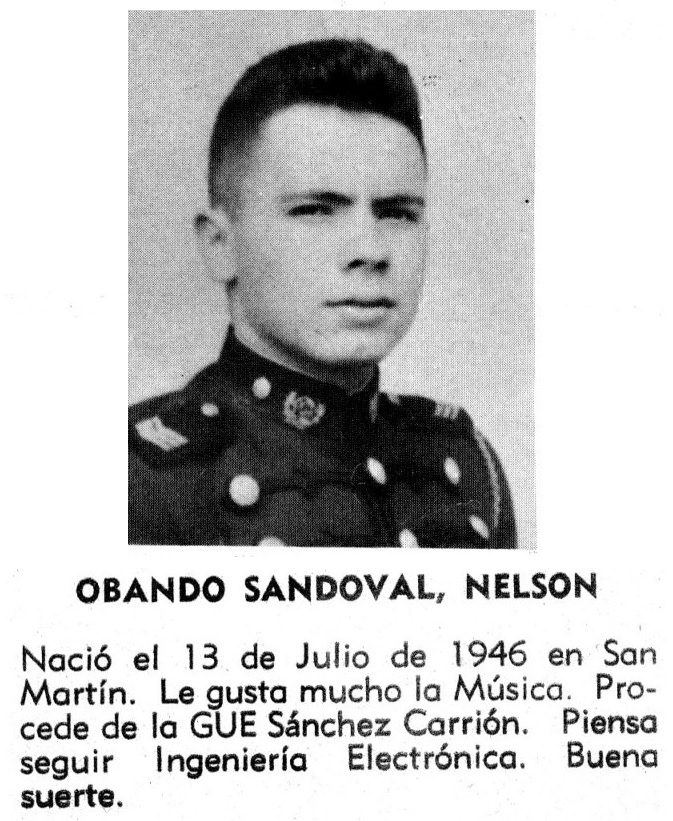 OBANDO SANDOVAL, NELSON
Nació el 13 de Julio de 1946 en San
Martín. Le gusta mucho la Música. Pro-
cede de la GUE Sánchez Carrión. Piensa
seguir Ingeniería Electrónica. Buena
suerte.